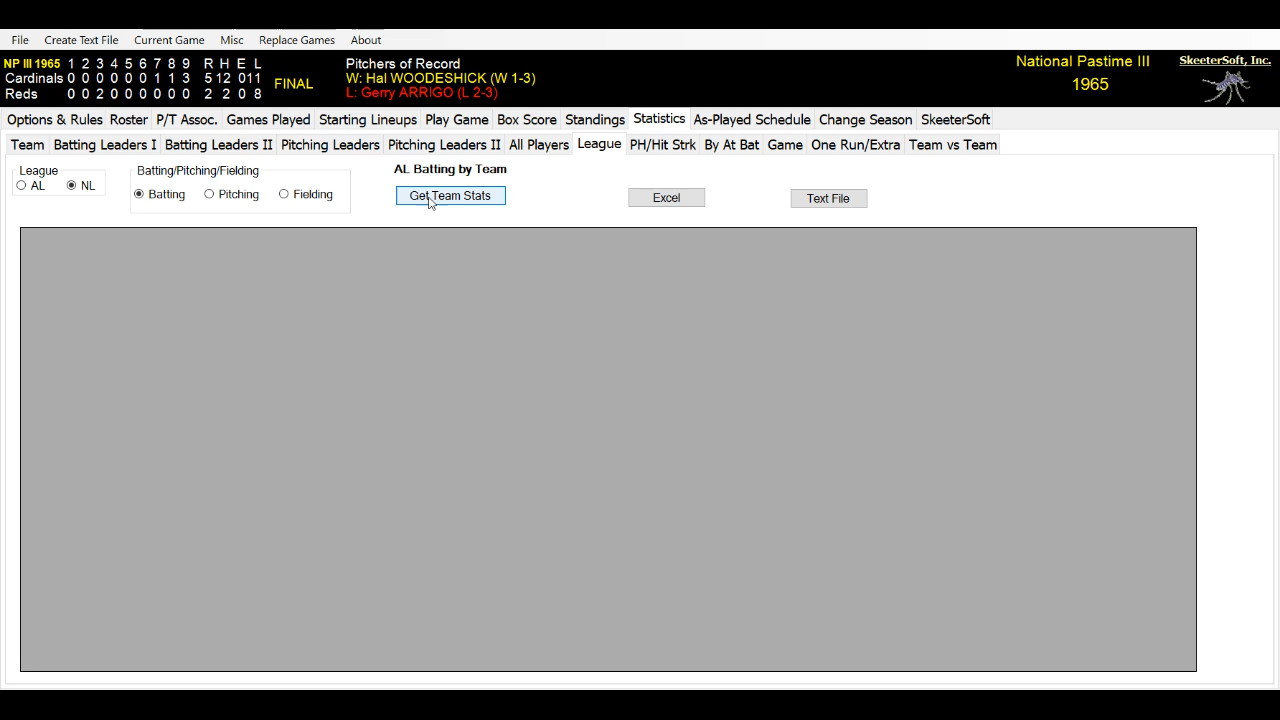 File Create Text File Current Game Misc Replace Games About
NP III 1965 1 2 3 4 5 6 7 8 9 R H E L
Cardinals 0 0 0 0 0 0 1 1 3 5 12 0 11
Reds 0 0 2 0 0 0 0 0 0 2 2 0 8
FINAL
Pitchers of Record
W: Hal WOODESHICK (W 1-3)
L: Gerry ARRIGO (L 2-3)
National Pastime III
1965
SkeeterSoft, Inc.
Options & Rules Roster P/T Assoc. Games Played Starting Lineups Play Game Box Score Standings Statistics As-Played Schedule Change Season SkeeterSoft
Team Batting Leaders I Batting Leaders II Pitching Leaders Pitching Leaders II All Players League PH/Hit Strk By At Bat Game One Run/Extra Team vs Team
League
AL NL
Batting/Pitching/Fielding
Batting Pitching Fielding
AL Batting by Team
Get Team Stats
Excel
Text File